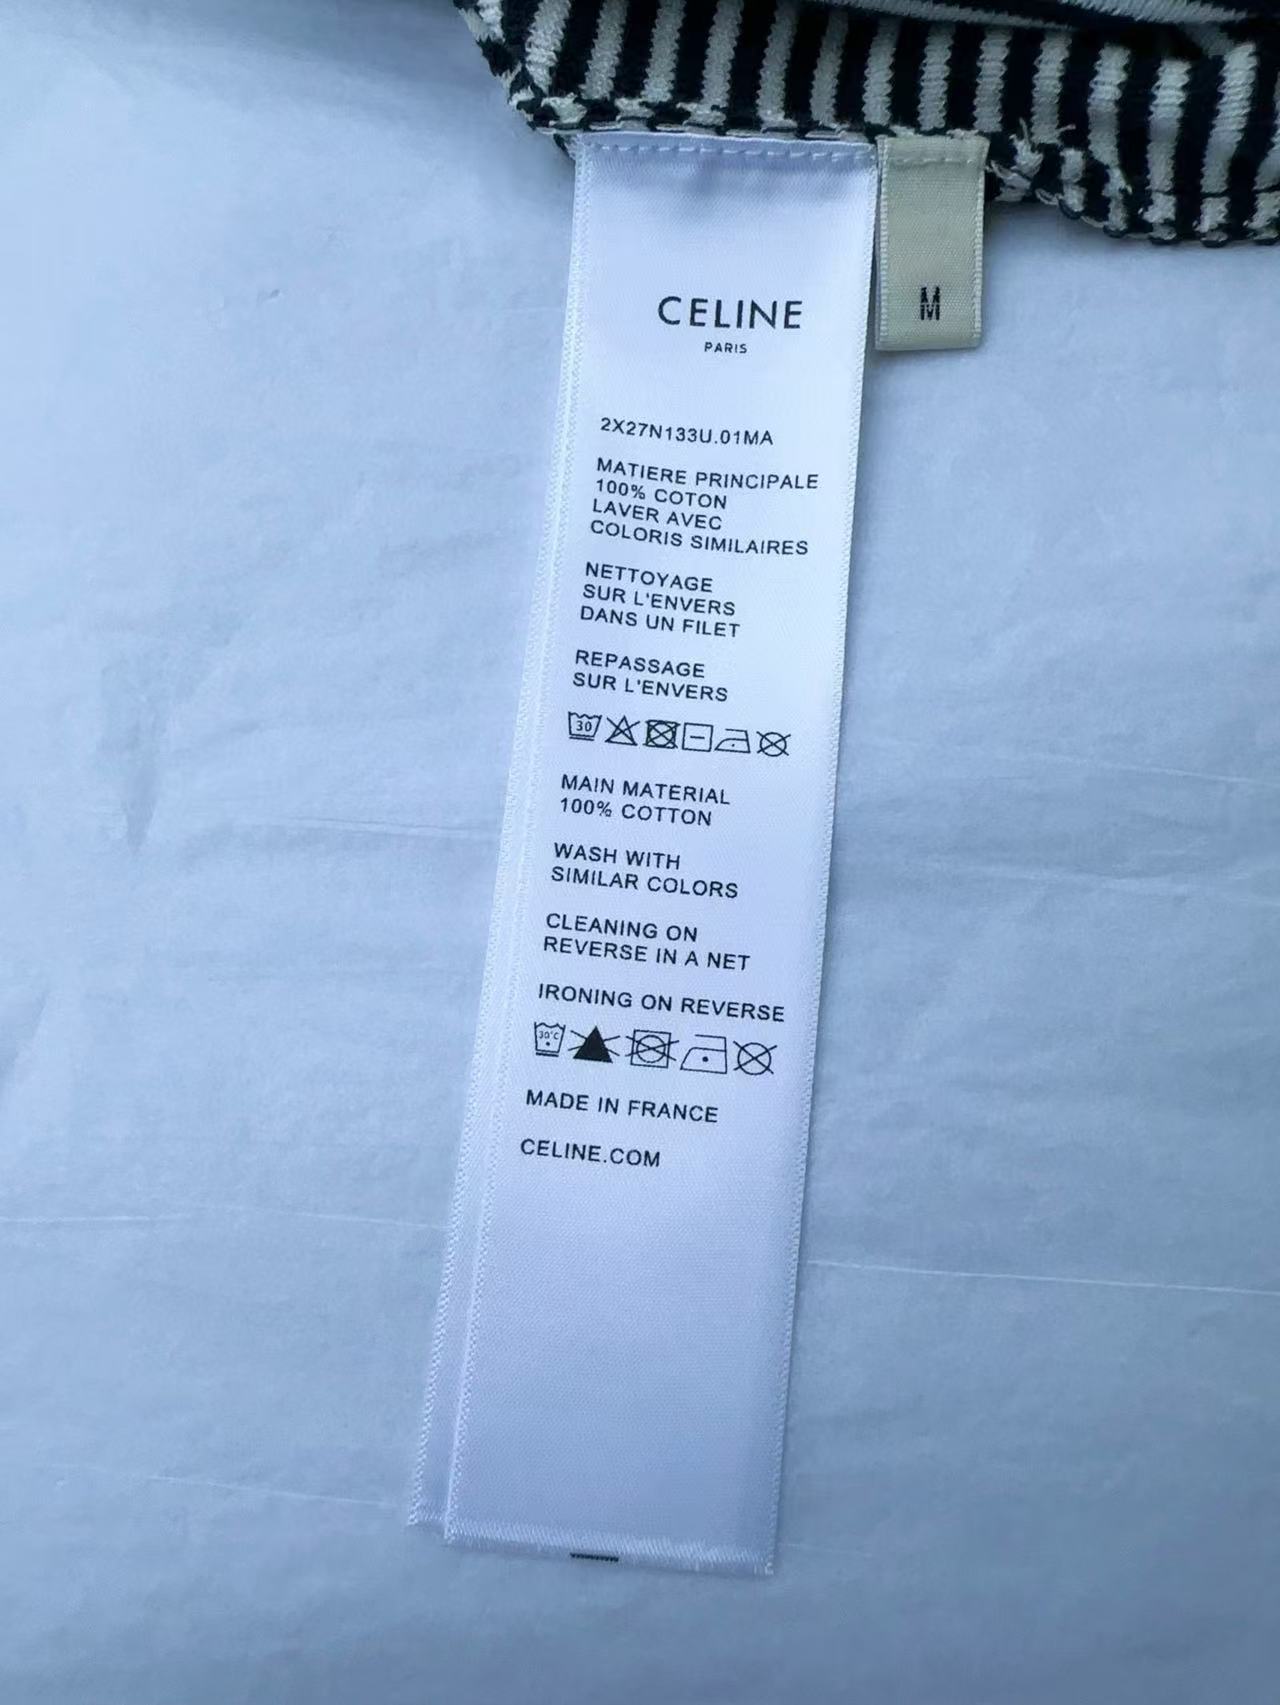 CELINE
PARIS
M
2X27N133U.01MA
MATIERE PRINCIPALE
100% COTON
LAVER AVEC
COLORIS SIMILAIRES
NETTOYAGE
SUR L'ENVERS
DANS UN FILET
REPASSAGE
SUR L'ENVERS
30
MAIN MATERIAL
100% COTTON
WASH WITH
SIMILAR COLORS
CLEANING ON
REVERSE IN A NET
IRONING ON REVERSE
30°C
MADE IN FRANCE
CELINE.COM